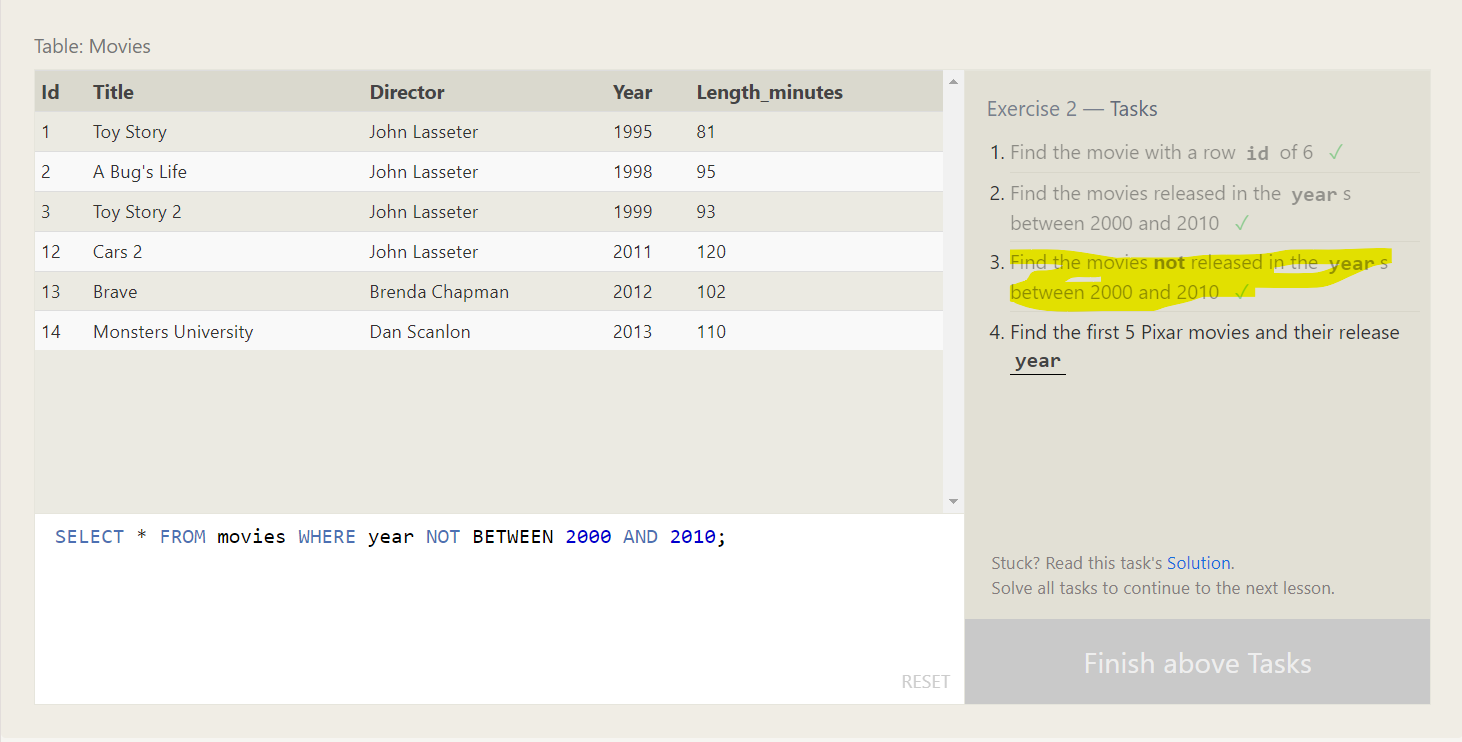 Table: Movies
Id Title Director Year Length_minutes
1 Toy Story John Lasseter 1995 81
2 A Bug's Life John Lasseter 1998 95
3 Toy Story 2 John Lasseter 1999 93
12 Cars 2 John Lasseter 2011 120
13 Brave Brenda Chapman 2012 102
14 Monsters University Dan Scanlon 2013 110
SELECT * FROM movies WHERE year NOT BETWEEN 2000 AND 2010;
RESET
Exercise 2 — Tasks
1. Find the movie with a row id of 6 ✓
2. Find the movies released in the year s
between 2000 and 2010 ✓
3. Find the movies not released in the year s
between 2000 and 2010 ✓
4. Find the first 5 Pixar movies and their release
year
Stuck? Read this task's Solution.
Solve all tasks to continue to the next lesson.
Finish above Tasks